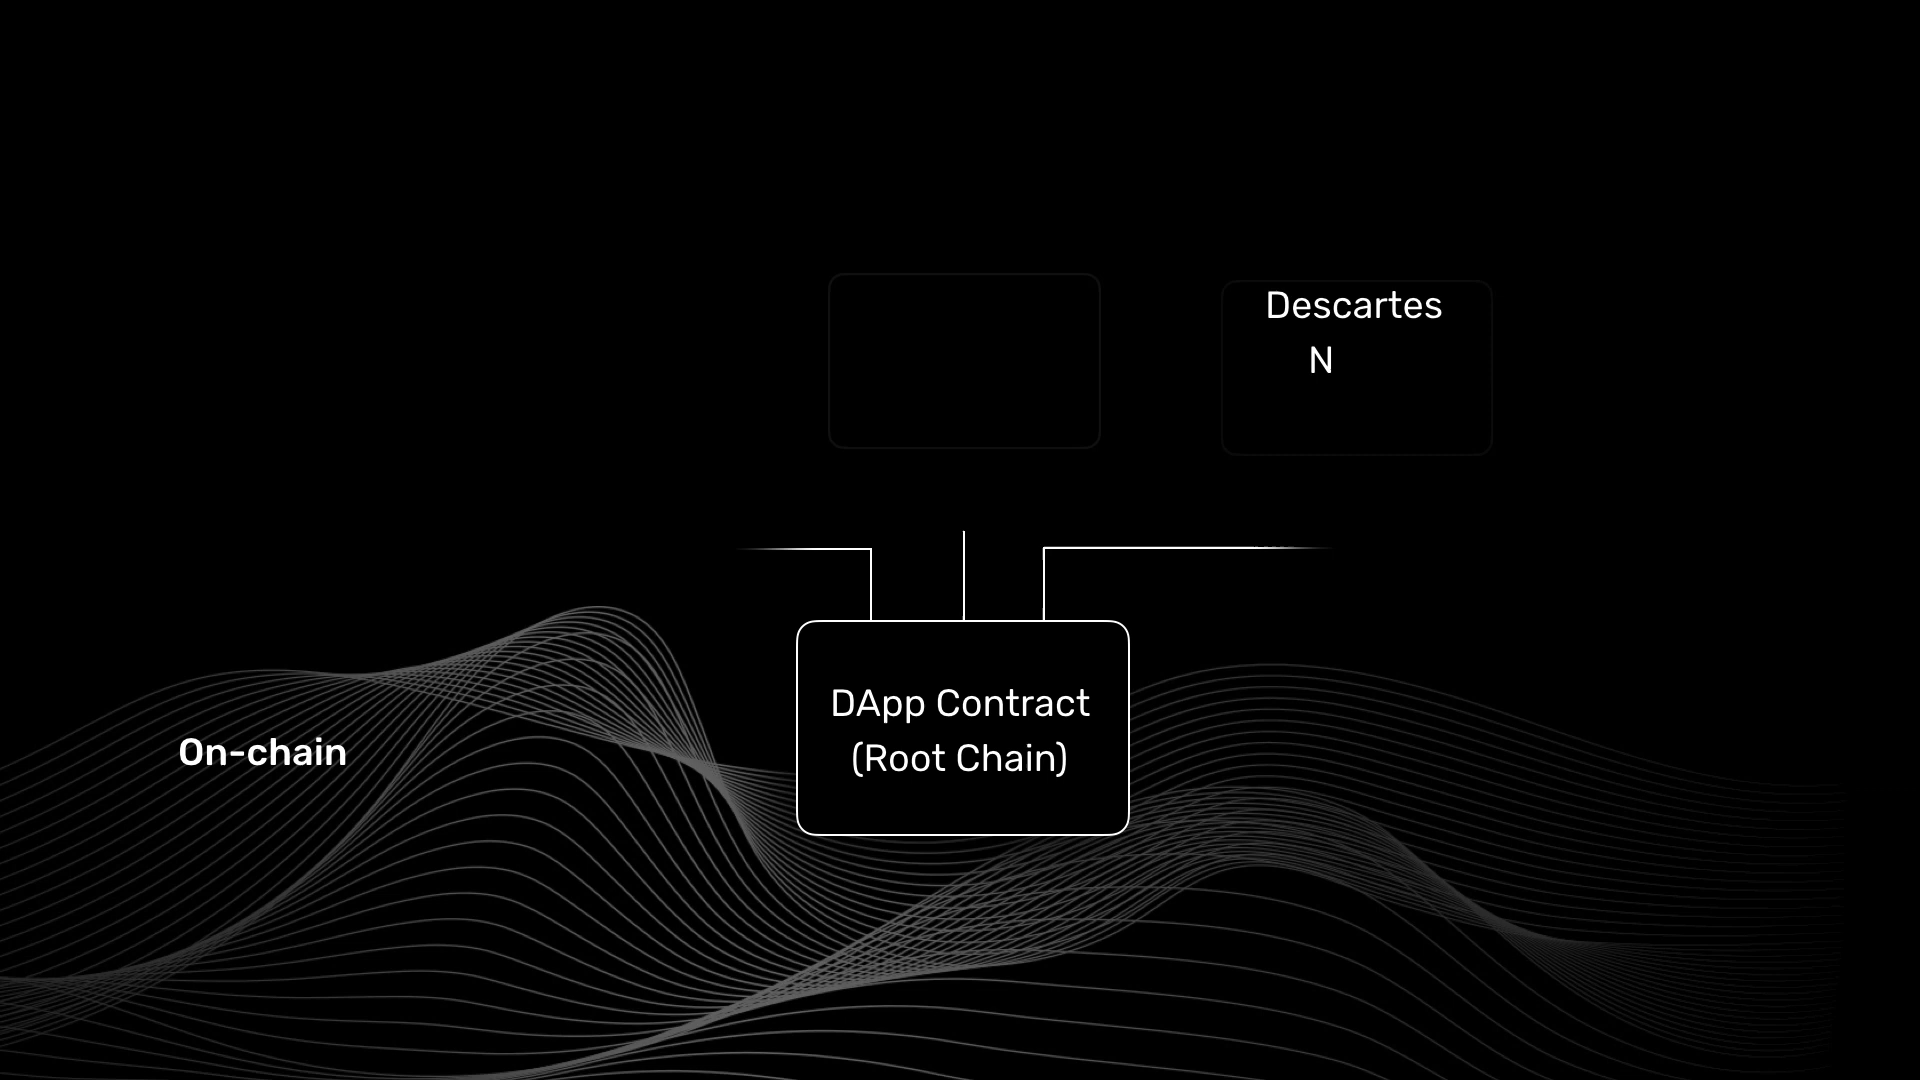 Descartes
N
DApp Contract
(Root Chain)
On-chain